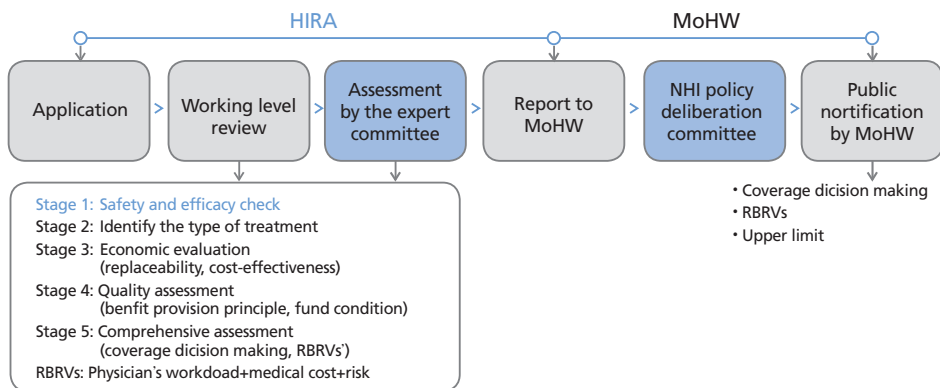 HIRA
MoHW
Application
Working level
review
Assessment
by the expert
committee
Report to
MoHW
NHI policy
deliberation
committee
Public
nortification
by MoHW
Stage 1: Safety and efficacy check
Stage 2: Identify the type of treatment
Stage 3: Economic evaluation
(replaceability, cost-effectiveness)
Stage 4: Quality assessment
(benfit provision principle, fund condition)
Stage 5: Comprehensive assessment
(coverage dicision making, RBRVs*)
RBRVs: Physician's workdoad+medical cost+risk
• Coverage dicision making
• RBRVs
• Upper limit